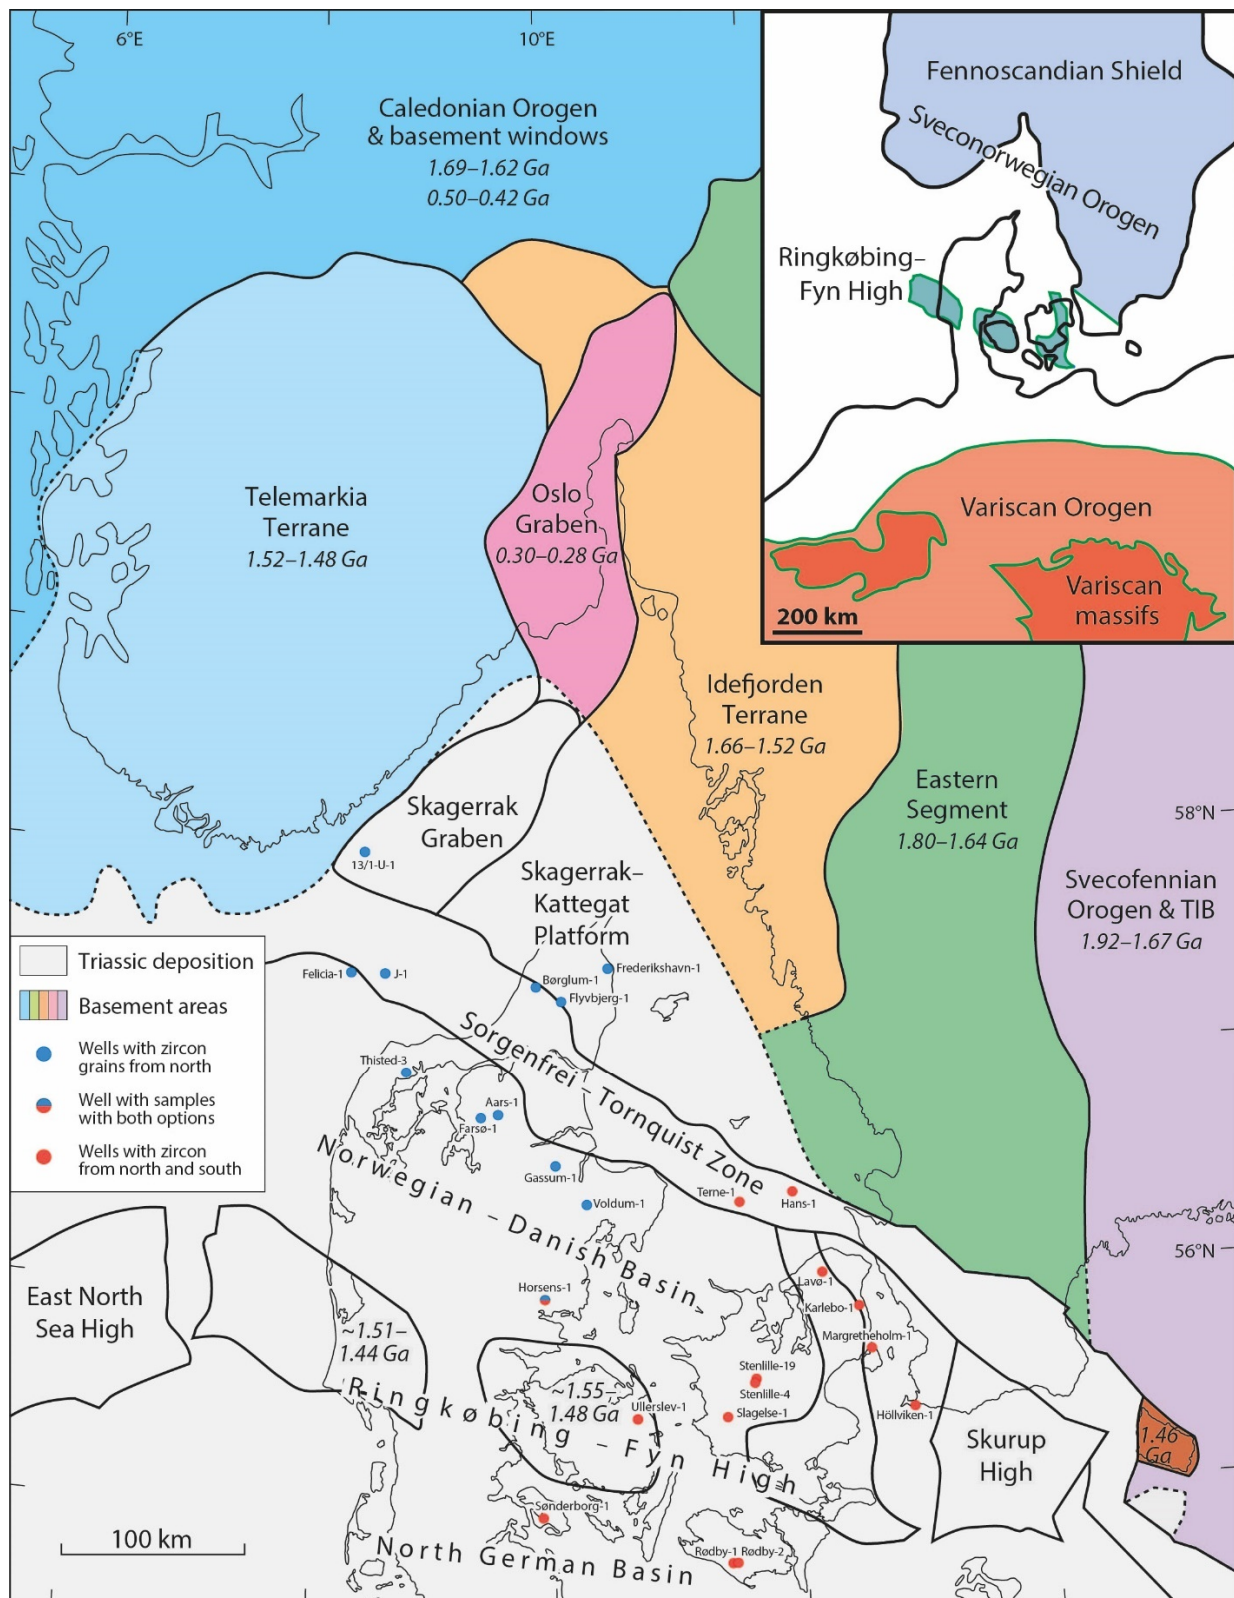 6°E
10°E
Caledonian Orogen
& basement windows
1.69–1.62 Ga
0.50–0.42 Ga
Fennoscandian Shield
Sveconorwegian Orogen
Ringkøbing–
Fyn High
Variscan Orogen
Variscan
massifs
200 km
Telemarkia
Terrane
1.52–1.48 Ga
Oslo
Graben
0.30–0.28 Ga
Idefjorden
Terrane
1.66–1.52 Ga
Eastern
Segment
1.80–1.64 Ga
58°N
Svecofennian
Orogen & TIB
1.92–1.67 Ga
Skagerrak
Graben
13/1-U-1
Skagerrak–
Kattegat
Platform
Triassic deposition
Basement areas
Wells with zircon
grains from north
Well with samples
with both options
Wells with zircon
from north and south
Felicia-1
J-1
Frederikshavn-1
Børglum-1
Flyvbjerg-1
Sorgenfrei – Tornquist Zone
Thisted-3
Aars-1
Farsø-1
Gassum-1
Voldum-1
Norwegian – Danish Basin
Terne-1
Hans-1
56°N
East North
Sea High
~1.51–
1.44 Ga
Horsens-1
Lavø-1
Karlebo-1
Margretheholm-1
Stenlille-19
Stenlille-4
Slagelse-1
Höllviken-1
~1.55–
1.48 Ga
Ullerslev-1
Ringkøbing – Fyn High
Skurup
High
1.46
Ga
Sønderborg-1
Rødby-1 Rødby-2
North German Basin
100 km